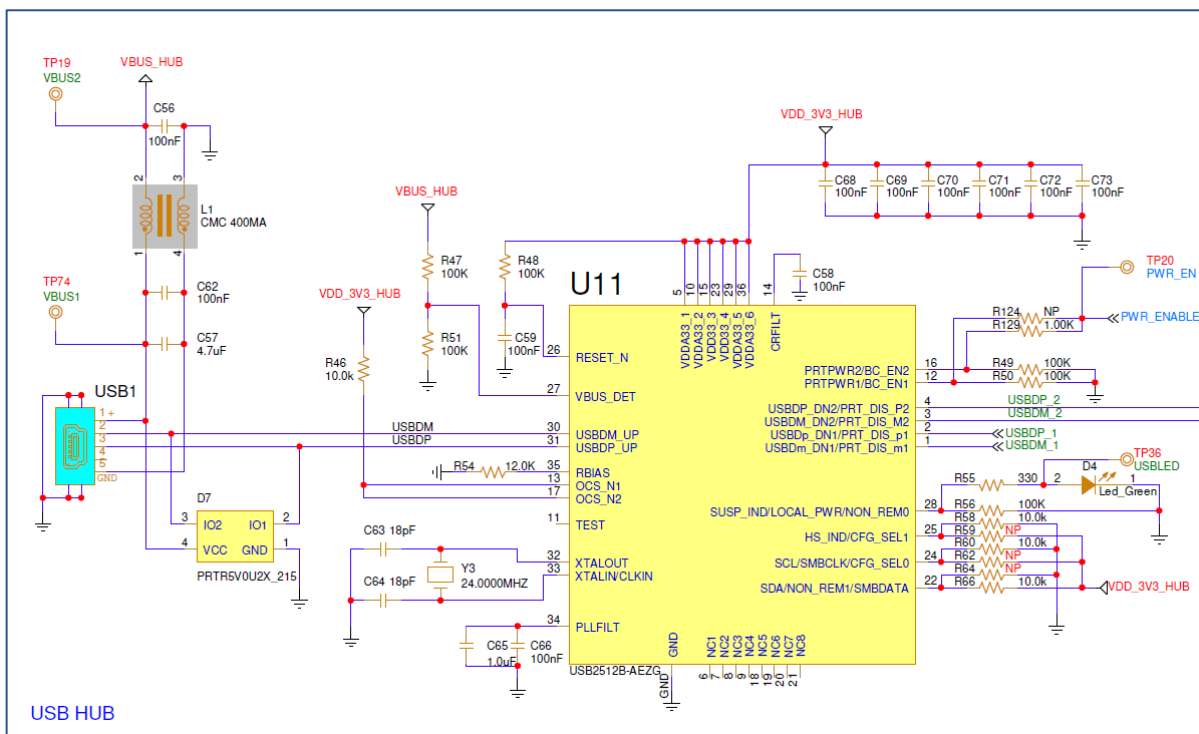 TP19
VBUS2
VBUS_HUB
C56
100nF
2
3
L1
CMC 400MA
1
4
TP74
VBUS1
C62
100nF
C57
4.7uF
USB1
1 +
2
3
4
5
GND
D7
3 IO2 IO1 2
4 VCC GND 1
PRTR5V0U2X_215
VBUS_HUB
R47
100K
R48
100K
VDD_3V3_HUB
R51
100K
C59
100nF
R46
10.0k
USBDM
USBDP
R54 12.0K
C63 18pF
C64 18pF
Y3
24.0000MHZ
C65
1.0uF
C66
100nF
VDD_3V3_HUB
C68
100nF
C69
100nF
C70
100nF
C71
100nF
C72
100nF
C73
100nF
C58
100nF
U11
5
10
15
23
29
36
14
VDDA33_1
VDDA33_2
VDD33_3
VDD33_4
VDDA33_5
VDDA33_6
CRFILT
26 RESET_N
27 VBUS_DET
30 USBDM_UP
31 USBDP_UP
35 RBIAS
13 OCS_N1
17 OCS_N2
11 TEST
32 XTALOUT
33 XTALIN/CLKIN
34 PLLFILT
PRTPWR2/BC_EN2 16
PRTPWR1/BC_EN1 12
USBDP_DN2/PRT_DIS_P2 4
USBDM_DN2/PRT_DIS_M2 3
USBDp_DN1/PRT_DIS_p1 2
USBDm_DN1/PRT_DIS_m1 1
SUSP_IND/LOCAL_PWR/NON_REM0 28
HS_IND/CFG_SEL1 25
SCL/SMBCLK/CFG_SEL0 24
SDA/NON_REM1/SMBDATA 22
GND
NC1
NC2
NC3
NC4
NC5
NC6
NC7
NC8
USB2512B-AEZG
GND
6
7
8
9
18
19
20
21
TP20
PWR_EN
R124 NP
R129 1.00K
PWR_ENABLE
R49 100K
R50 100K
USBDP_2
USBDM_2
USBDP_1
USBDM_1
TP36
USBLED
R55 330
2 D4 1
Led_Green
R56 100K
R58 10.0k
R59 NP
R60 10.0k
R62 NP
R64 NP
R66 10.0k
VDD_3V3_HUB
USB HUB